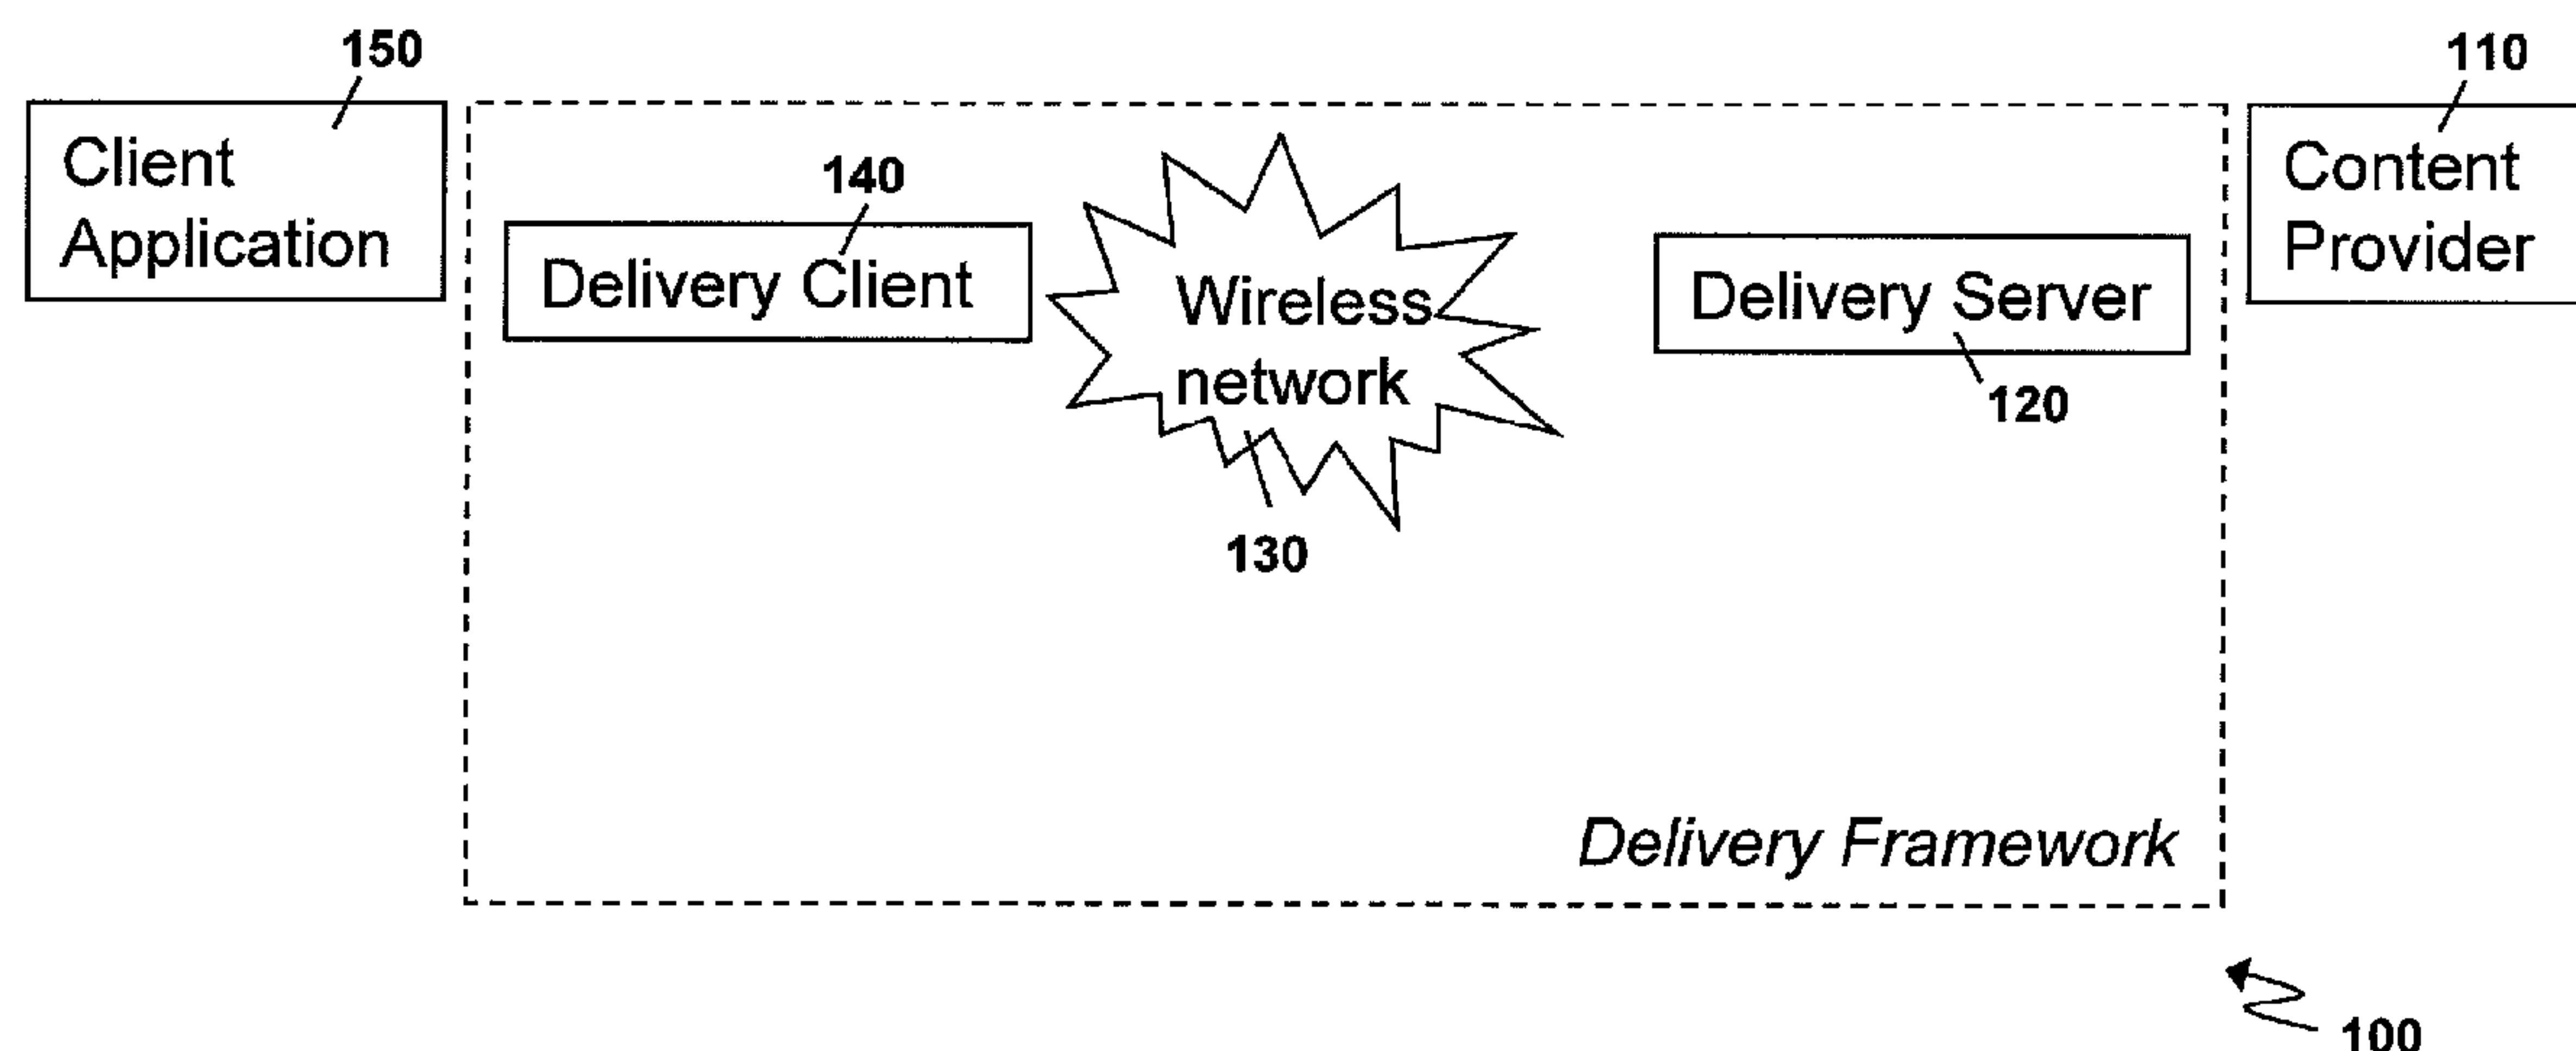 150
110
Client
Application
140
Delivery Client
Wireless
network
130
Delivery Server
120
Content
Provider
Delivery Framework
100